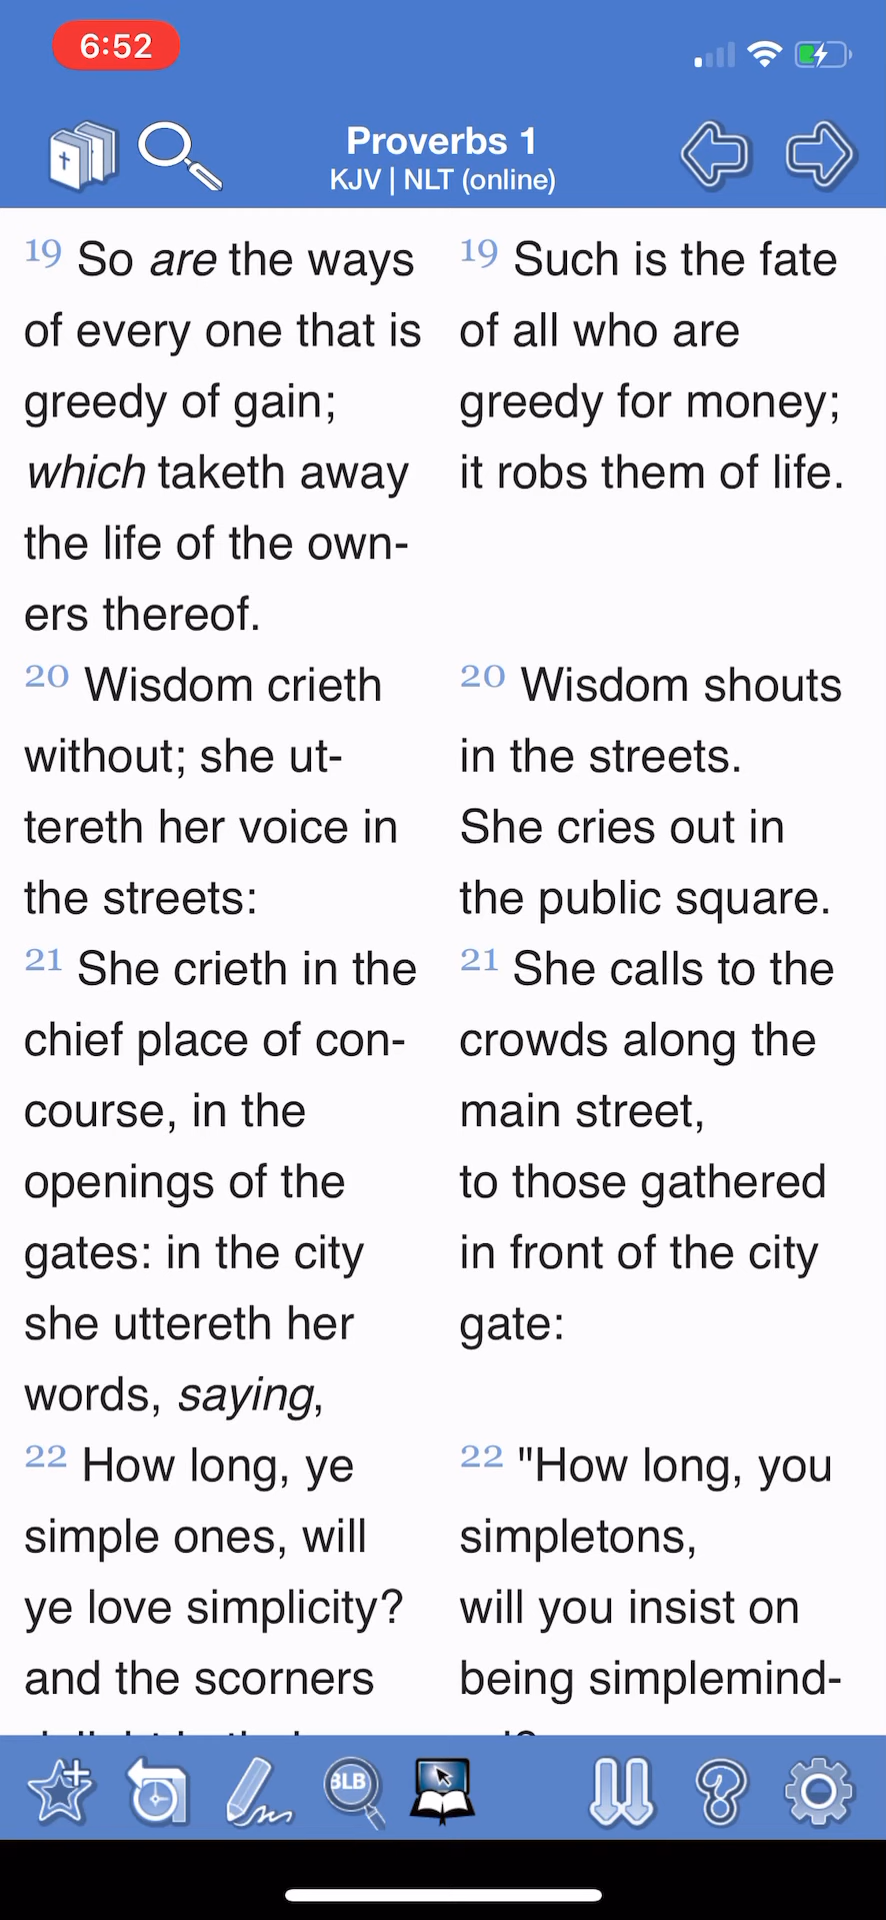 6:52
Proverbs 1
KJV | NLT (online)
19 So are the ways
of every one that is
greedy of gain;
which taketh away
the life of the own-
ers thereof.
20 Wisdom crieth
without; she ut-
tereth her voice in
the streets:
21 She crieth in the
chief place of con-
course, in the
openings of the
gates: in the city
she uttereth her
words, saying,
22 How long, ye
simple ones, will
ye love simplicity?
and the scorners
19 Such is the fate
of all who are
greedy for money;
it robs them of life.
20 Wisdom shouts
in the streets.
She cries out in
the public square.
21 She calls to the
crowds along the
main street,
to those gathered
in front of the city
gate:
22 "How long, you
simpletons,
will you insist on
being simplemind-
BLB